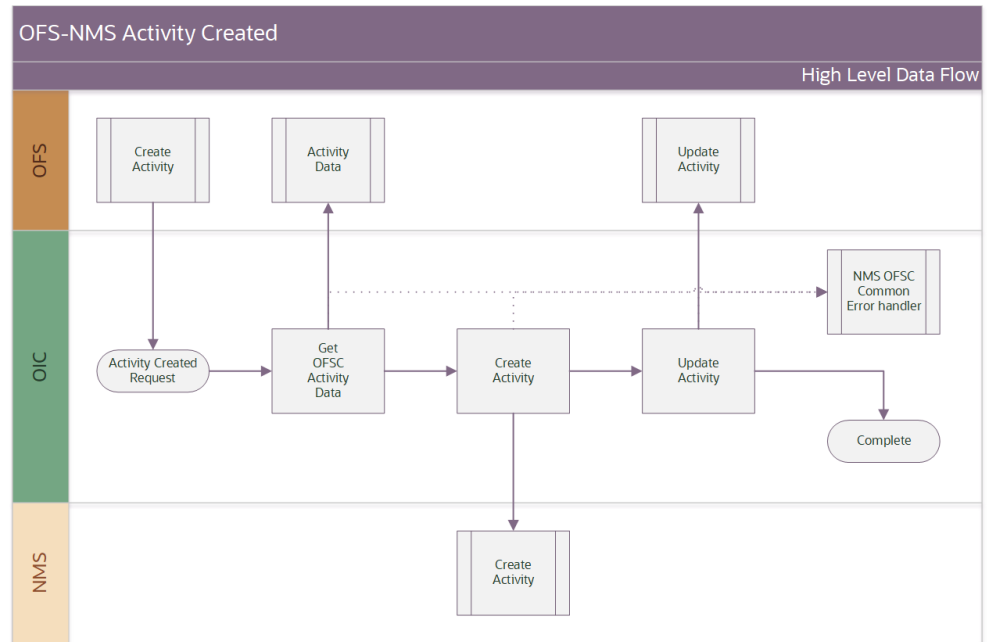 OFS-NMS Activity Created
High Level Data Flow
OFS
Create
Activity
Activity
Data
Update
Activity
OIC
NMS OFSC
Common
Error handler
Activity Created
Request
Get
OFSC
Activity
Data
Create
Activity
Update
Activity
Complete
NMS
Create
Activity